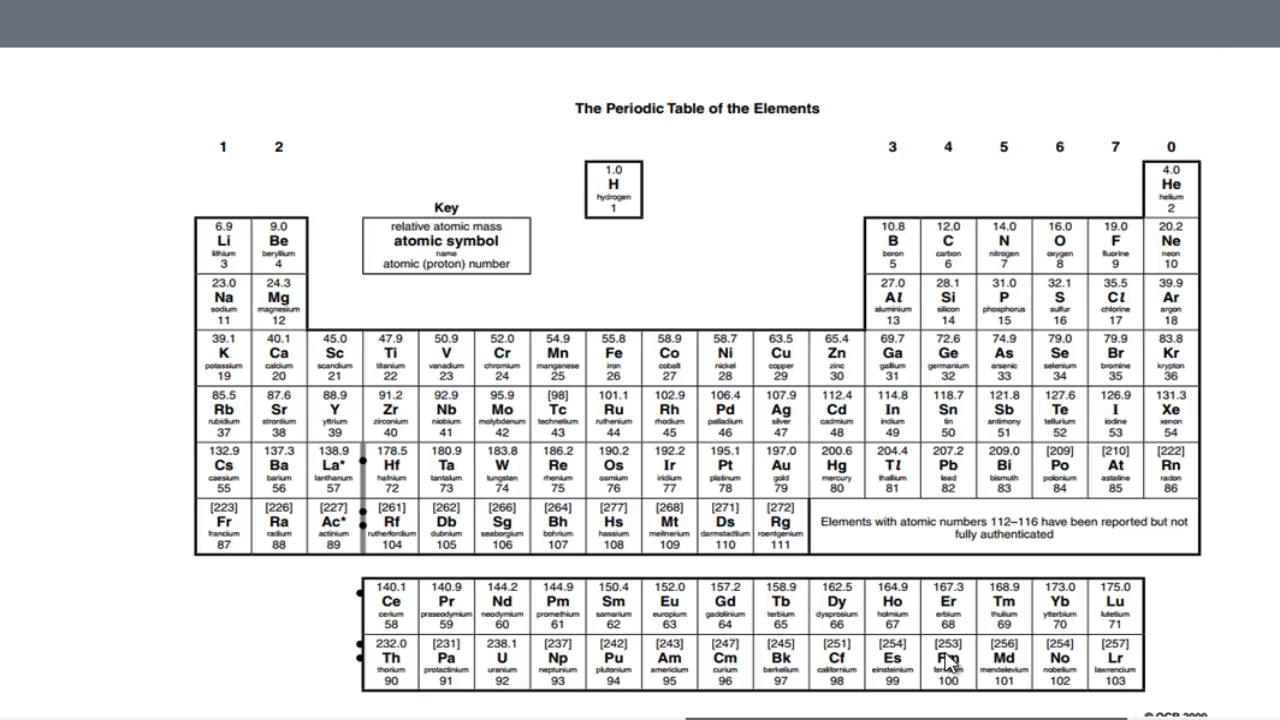 The Periodic Table of the Elements
1 2 3 4 5 6 7 0
1.0 4.0
H He
hydrogen helium
1 2
Key
relative atomic mass
atomic symbol
name
atomic (proton) number
6.9 9.0 10.8 12.0 14.0 16.0 19.0 20.2
Li Be B C N O F Ne
lithium beryllium boron carbon nitrogen oxygen fluorine neon
3 4 5 6 7 8 9 10
23.0 24.3 27.0 28.1 31.0 32.1 35.5 39.9
Na Mg Al Si P S Cl Ar
sodium magnesium aluminium silicon phosphorus sulfur chlorine argon
11 12 13 14 15 16 17 18
39.1 40.1 45.0 47.9 50.9 52.0 54.9 55.8 58.9 58.7 63.5 65.4 69.7 72.6 74.9 79.0 79.9 83.8
K Ca Sc Ti V Cr Mn Fe Co Ni Cu Zn Ga Ge As Se Br Kr
potassium calcium scandium titanium vanadium chromium manganese iron cobalt nickel copper zinc gallium germanium arsenic selenium bromine krypton
19 20 21 22 23 24 25 26 27 28 29 30 31 32 33 34 35 36
85.5 87.6 88.9 91.2 92.9 95.9 [98] 101.1 102.9 106.4 107.9 112.4 114.8 118.7 121.8 127.6 126.9 131.3
Rb Sr Y Zr Nb Mo Tc Ru Rh Pd Ag Cd In Sn Sb Te I Xe
rubidium strontium yttrium zirconium niobium molybdenum technetium ruthenium rhodium palladium silver cadmium indium tin antimony tellurium iodine xenon
37 38 39 40 41 42 43 44 45 46 47 48 49 50 51 52 53 54
132.9 137.3 138.9 178.5 180.9 183.8 186.2 190.2 192.2 195.1 197.0 200.6 204.4 207.2 209.0 [209] [210] [222]
Cs Ba La* Hf Ta W Re Os Ir Pt Au Hg Tl Pb Bi Po At Rn
caesium barium lanthanum hafnium tantalum tungsten rhenium osmium iridium platinum gold mercury thallium lead bismuth polonium astatine radon
55 56 57 72 73 74 75 76 77 78 79 80 81 82 83 84 85 86
[223] [226] [227] [261] [262] [266] [264] [277] [268] [271] [272]
Fr Ra Ac* Rf Db Sg Bh Hs Mt Ds Rg
francium radium actinium rutherfordium dubnium seaborgium bohrium hassium meitnerium darmstadtium roentgenium
87 88 89 104 105 106 107 108 109 110 111
Elements with atomic numbers 112–116 have been reported but not
fully authenticated
140.1 140.9 144.2 144.9 150.4 152.0 157.2 158.9 162.5 164.9 167.3 168.9 173.0 175.0
Ce Pr Nd Pm Sm Eu Gd Tb Dy Ho Er Tm Yb Lu
cerium praseodymium neodymium promethium samarium europium gadolinium terbium dysprosium holmium erbium thulium ytterbium lutetium
58 59 60 61 62 63 64 65 66 67 68 69 70 71
232.0 [231] 238.1 [237] [242] [243] [247] [245] [251] [254] [253] [256] [254] [257]
Th Pa U Np Pu Am Cm Bk Cf Es Fm Md No Lr
thorium protactinium uranium neptunium plutonium americium curium berkelium californium einsteinium fermium mendelevium nobelium lawrencium
90 91 92 93 94 95 96 97 98 99 100 101 102 103
© OCR 2009